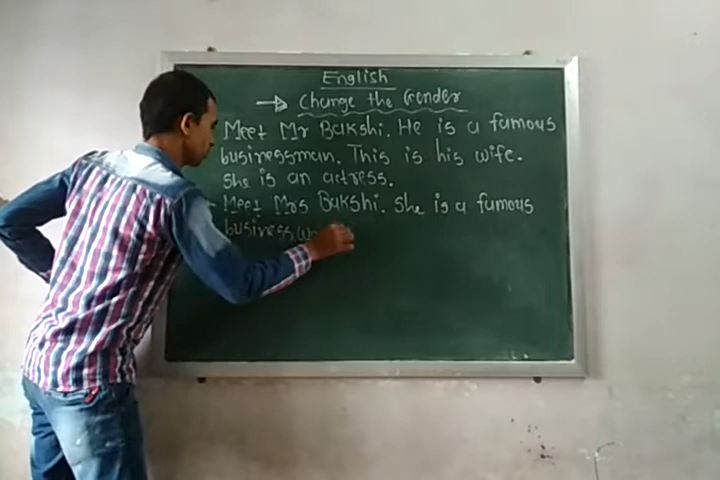 English
→ Change the Gender
Meet Mr Bakshi. He is a famous
businessman. This is his wife.
She is an actress.
- Meet Mrs Bakshi. She is a famous
business